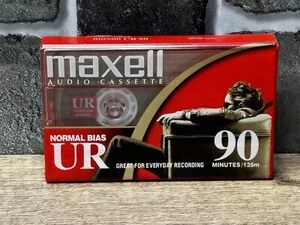 maxell
AUDIO CASSETTE
UR
NORMAL BIAS
UR
GREAT FOR EVERYDAY RECORDING
90
MINUTES/135m